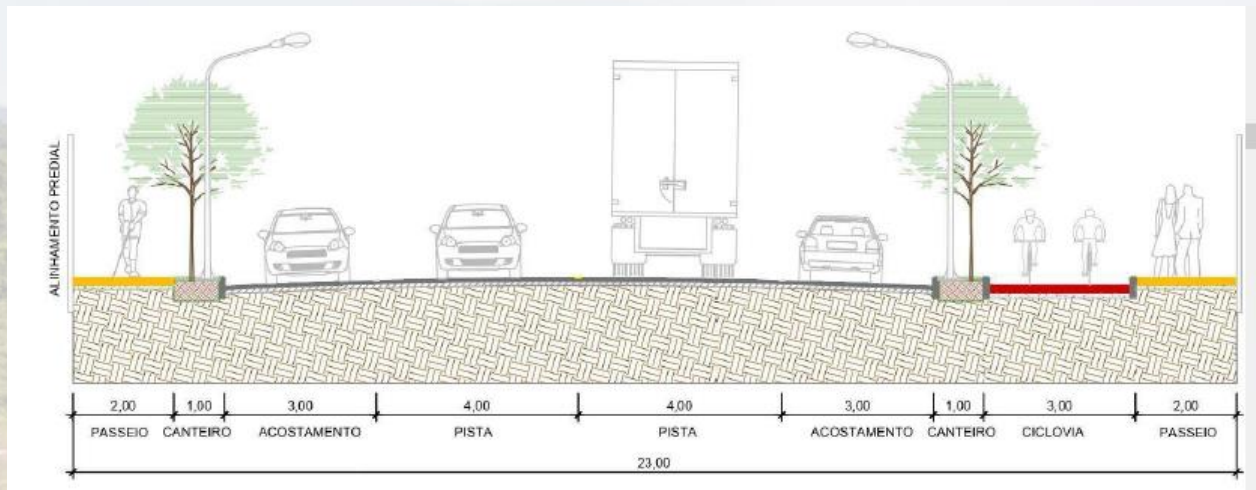 ALINHAMENTO PREDIAL
2,00 1,00 3,00 4,00 4,00 3,00 1,00 3,00 2,00
PASSEIO CANTEIRO ACOSTAMENTO PISTA PISTA ACOSTAMENTO CANTEIRO CICLOVIA PASSEIO
23,00